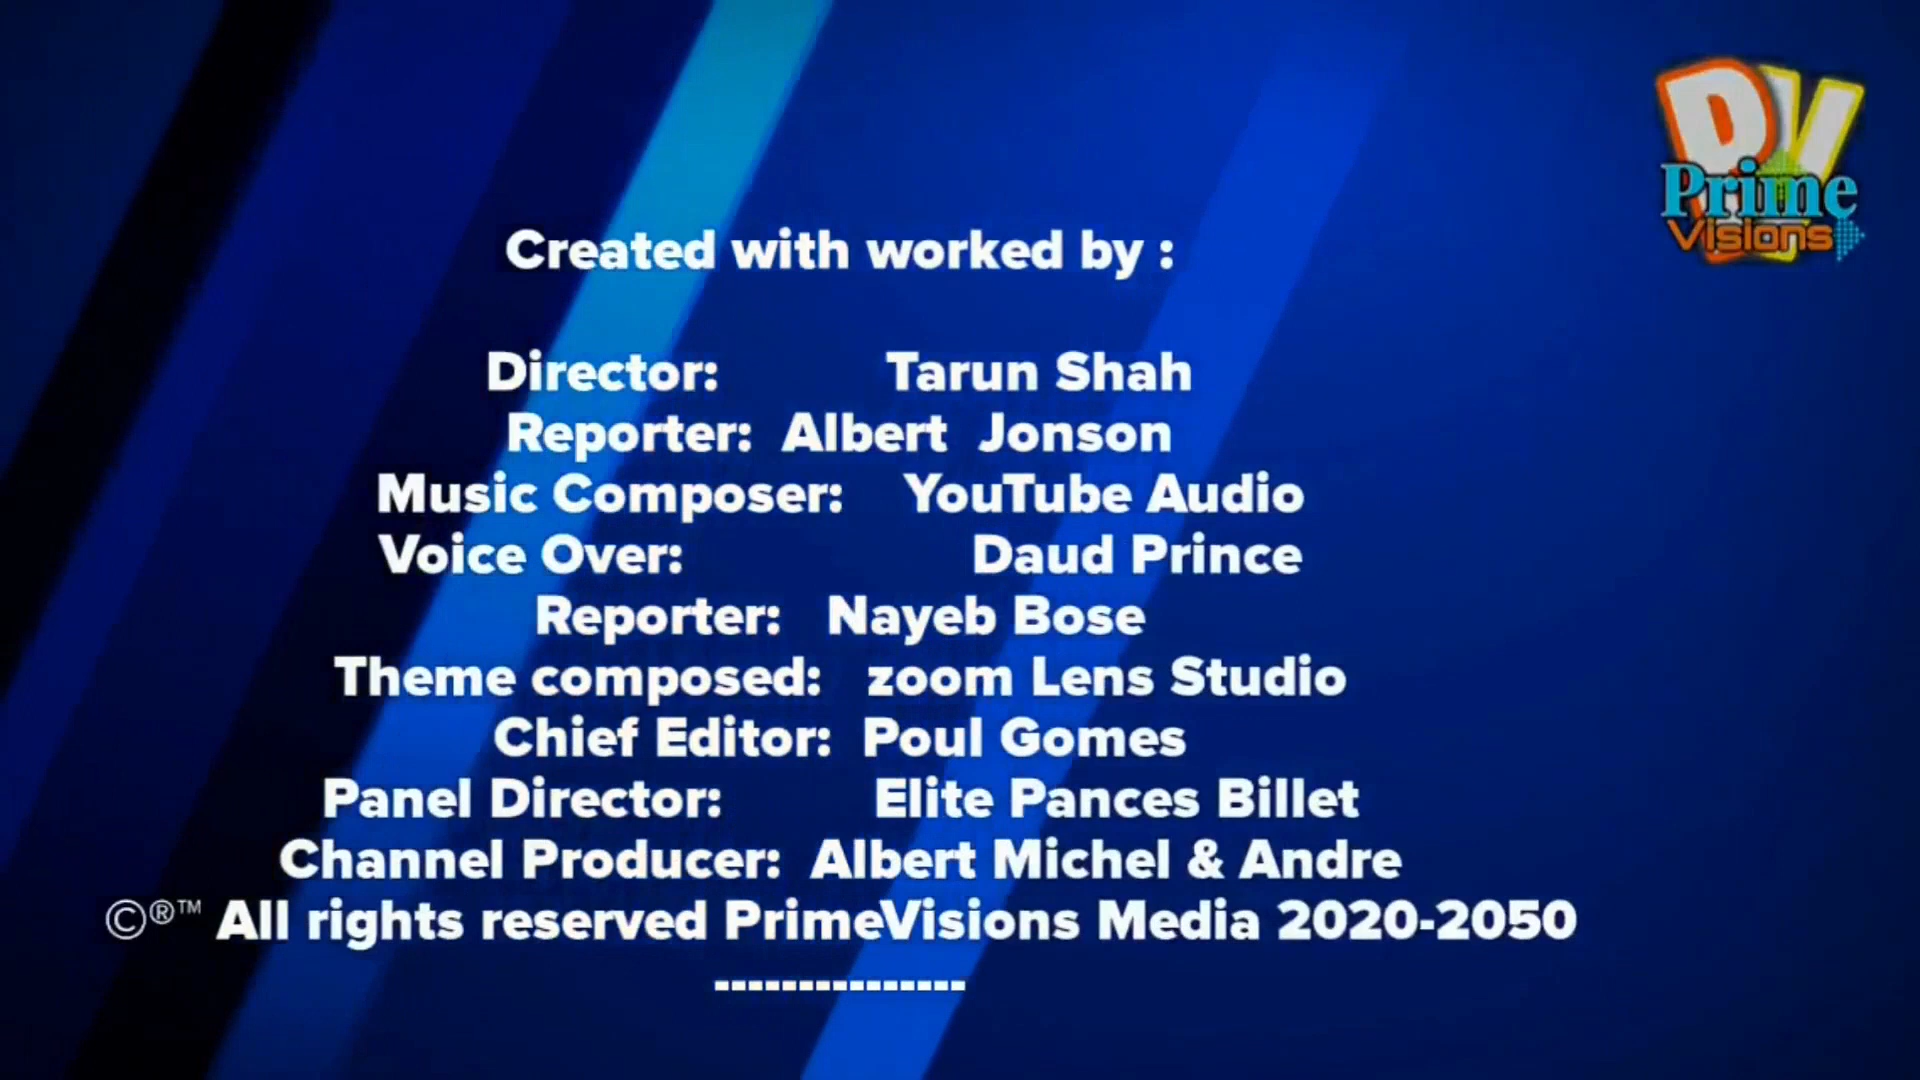 PV
Prime
Visions
Created with worked by :
Director: Tarun Shah
Reporter: Albert Jonson
Music Composer: YouTube Audio
Voice Over: Daud Prince
Reporter: Nayeb Bose
Theme composed: zoom Lens Studio
Chief Editor: Poul Gomes
Panel Director: Elite Pances Billet
Channel Producer: Albert Michel & Andre
©®™ All rights reserved PrimeVisions Media 2020-2050
---------------